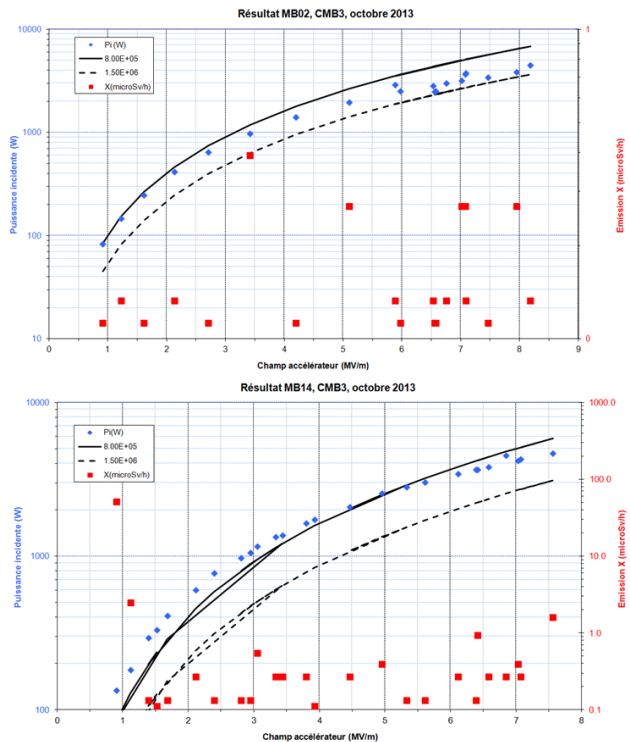 Résultat MB02, CMB3, octobre 2013
10000
1000
100
10
Puissance incidente (W)
Pi (W)
8.00E+05
1.50E+06
X(microSv/h)
1
0
Emission X (microSv/h)
0 1 2 3 4 5 6 7 8 9
Champ accélérateur (MV/m)
Résultat MB14, CMB3, octobre 2013
10000
1000
100
Puissance incidente (W)
Pi(W)
8.00E+05
1.50E+06
X(microSv/h)
1000.0
100.0
10.0
1.0
0.1
Emission X (microSv/h)
0 1 2 3 4 5 6 7 8
Champ accélérateur (MV/m)